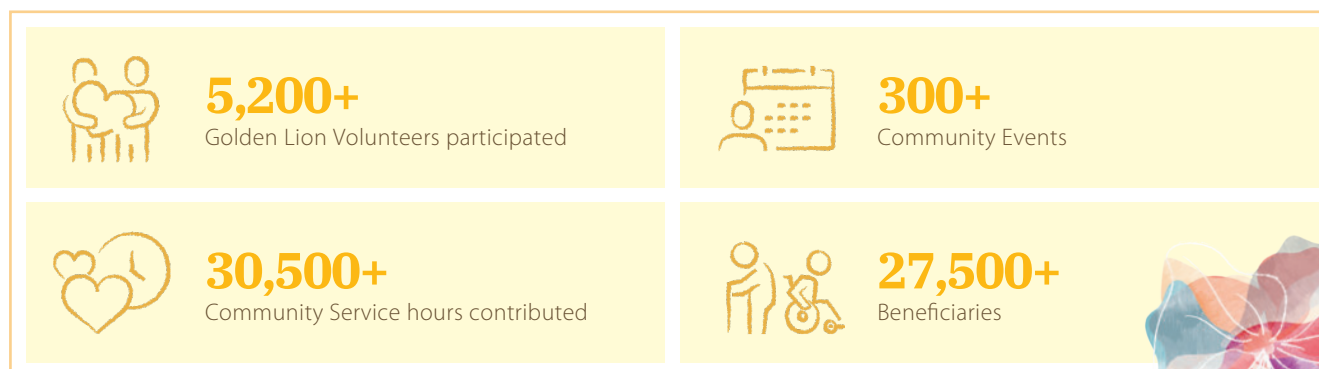 5,200+
Golden Lion Volunteers participated
300+
Community Events
30,500+
Community Service hours contributed
27,500+
Beneficiaries